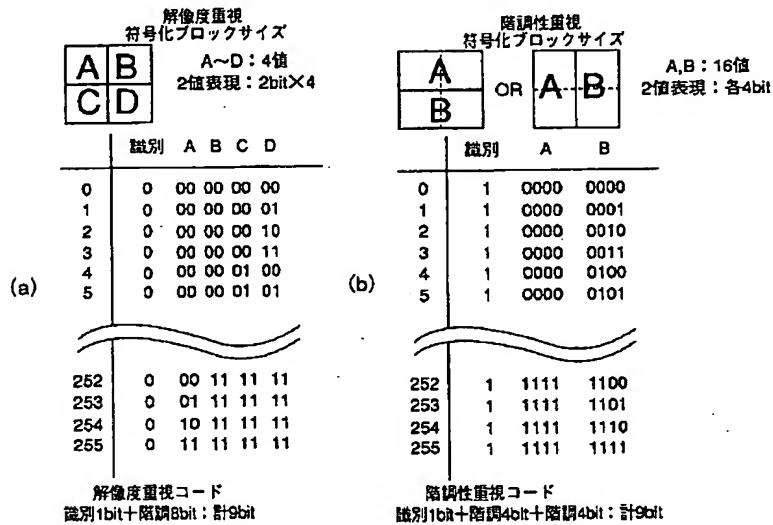 解像度重視
符号化ブロックサイズ
A B
C D
A～D：4値
2値表現：2bit×4
識別 A B C D
0 0 00 00 00 00
1 0 00 00 00 01
2 0 00 00 00 10
3 0 00 00 00 11
4 0 00 00 01 00
5 0 00 00 01 01
252 0 00 11 11 11
253 0 01 11 11 11
254 0 10 11 11 11
255 0 11 11 11 11
(a)
解像度重視コード
識別1bit＋階調8bit：計9bit
階調性重視
符号化ブロックサイズ
A
B
OR
A B
A,B：16値
2値表現：各4bit
識別 A B
0 1 0000 0000
1 1 0000 0001
2 1 0000 0010
3 1 0000 0011
4 1 0000 0100
5 1 0000 0101
252 1 1111 1100
253 1 1111 1101
254 1 1111 1110
255 1 1111 1111
(b)
階調性重視コード
識別1bit＋階調4bit＋階調4bit：計9bit